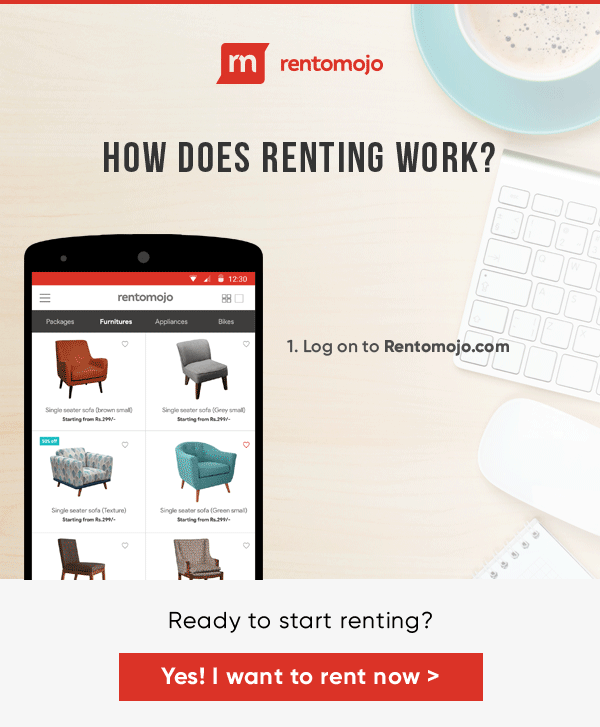 rm rentomojo
HOW DOES RENTING WORK?
12:30
rentomojo
Packages Furnitures Appliances Bikes
Single seater sofa (brown small) Single seater sofa (Grey small)
Starting from Rs.299/- Starting from Rs.299/-
1. Log on to Rentomojo.com
50% off
Single seater sofa (Texture) Single seater sofa (Green small)
Starting from Rs.299/- Starting from Rs.299/-
Ready to start renting?
Yes! I want to rent now >